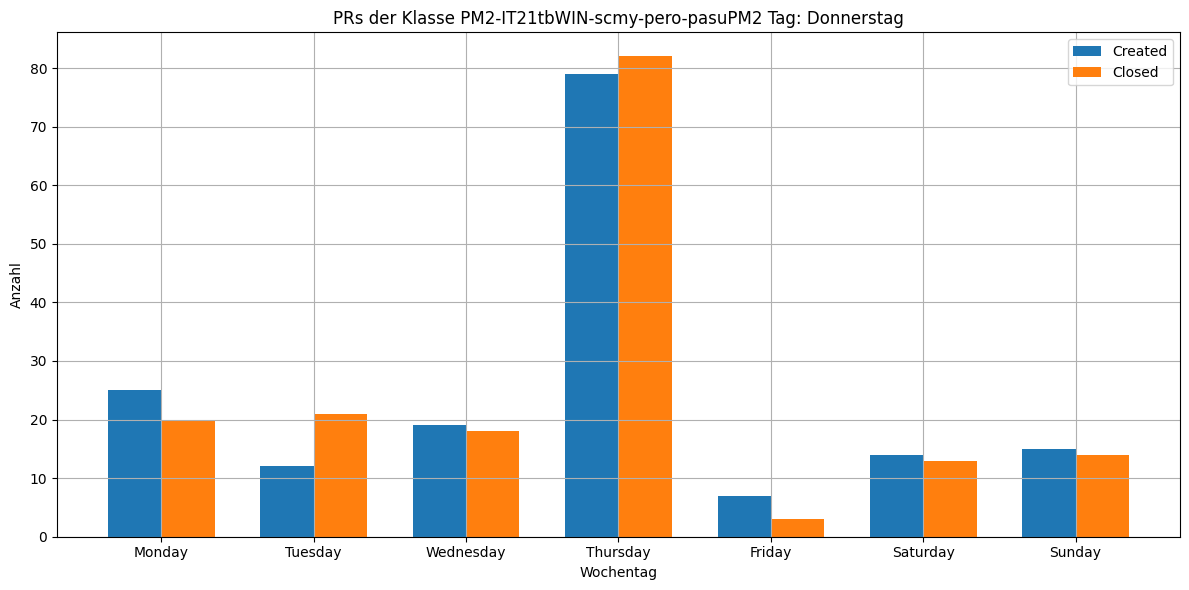 PRs der Klasse PM2-IT21tbWIN-scmy-pero-pasuPM2 Tag: Donnerstag
Created
Closed
Anzahl
80
70
60
50
40
30
20
10
0
Monday Tuesday Wednesday Thursday Friday Saturday Sunday
Wochentag